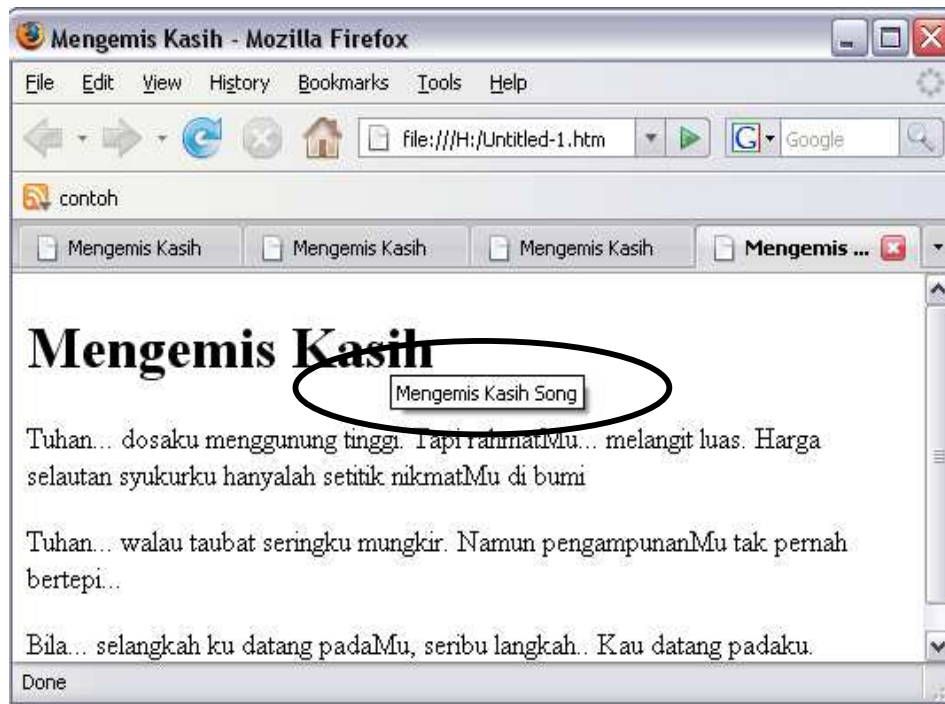 Mengemis Kasih - Mozilla Firefox
File Edit View History Bookmarks Tools Help
file:///H:/Untitled-1.htm G Google
contoh
Mengemis Kasih Mengemis Kasih Mengemis Kasih Mengemis ...
Mengemis Kasih
Mengemis Kasih Song
Tuhan... dosaku menggunung tinggi. Tapi rahmatMu... melangit luas. Harga
selautan syukurku hanyalah setitik nikmatMu di bumi
Tuhan... walau taubat seringku mungkir. Namun pengampunanMu tak pernah
bertepi...
Bila... selangkah ku datang padaMu, seribu langkah.. Kau datang padaku.
Done